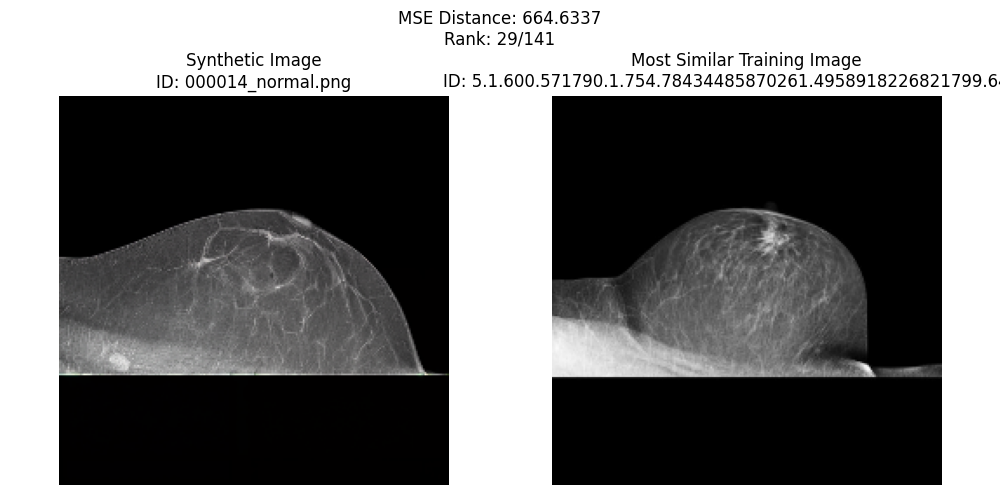 MSE Distance: 664.6337
Rank: 29/141
Synthetic Image
ID: 000014_normal.png
Most Similar Training Image
ID: 5.1.600.571790.1.754.78434485870261.4958918226821799.64